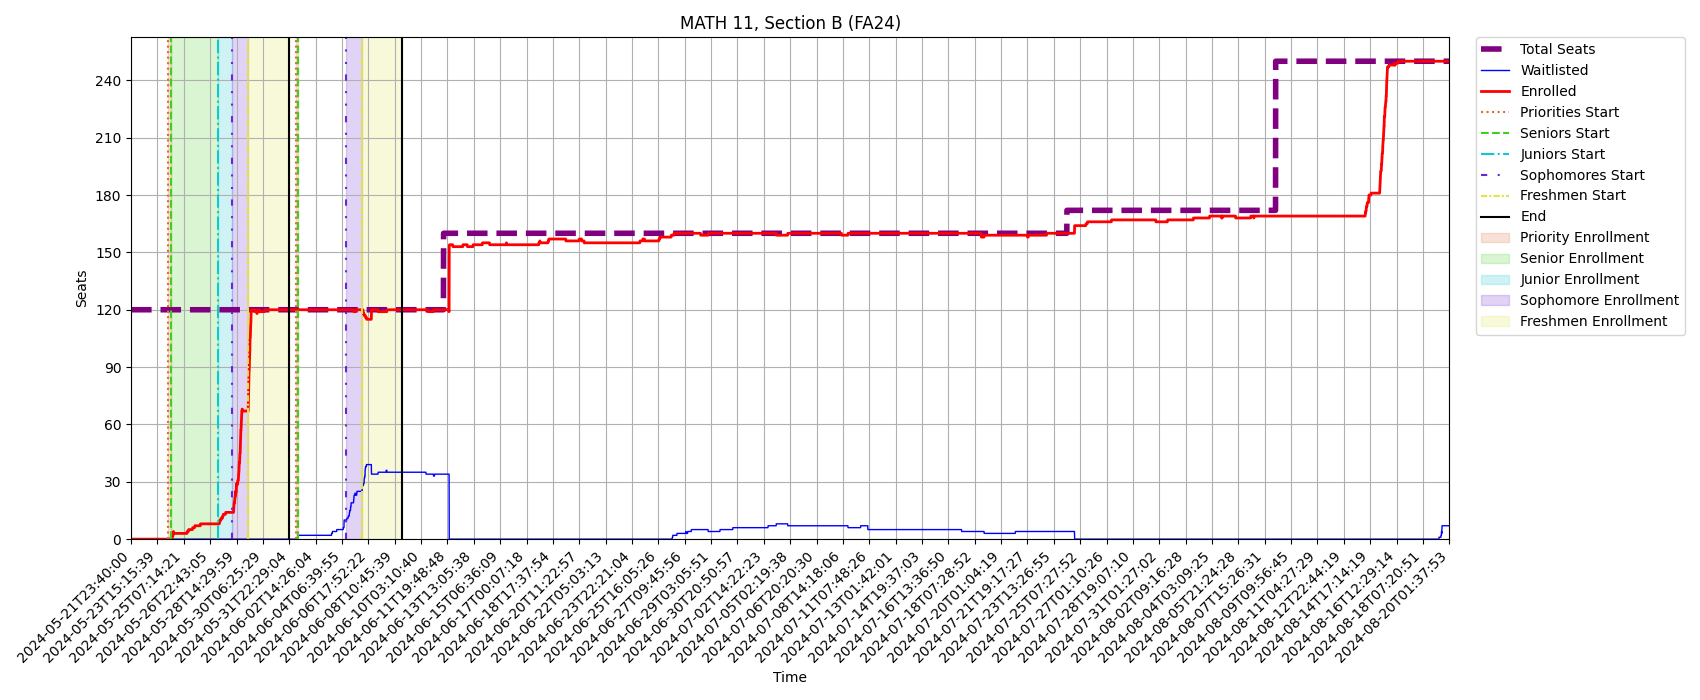 MATH 11, Section B (FA24)
Seats
240
210
180
150
120
90
60
30
0
2024-05-21T23:40:00
2024-05-23T15:15:39
2024-05-25T07:14:21
2024-05-26T22:43:05
2024-05-28T14:29:59
2024-05-30T06:25:29
2024-05-31T22:29:04
2024-06-02T14:26:04
2024-06-04T06:39:55
2024-06-06T17:52:22
2024-06-08T10:45:39
2024-06-10T03:10:40
2024-06-11T19:48:48
2024-06-13T13:05:38
2024-06-15T06:36:09
2024-06-17T00:07:18
2024-06-18T17:37:54
2024-06-20T11:22:57
2024-06-22T05:03:13
2024-06-23T22:21:04
2024-06-25T16:05:26
2024-06-27T09:45:56
2024-06-29T03:05:51
2024-06-30T20:50:57
2024-07-02T14:22:23
2024-07-05T02:19:38
2024-07-06T20:20:30
2024-07-08T14:18:06
2024-07-11T07:48:26
2024-07-13T01:42:01
2024-07-14T19:37:03
2024-07-16T13:36:50
2024-07-18T07:28:52
2024-07-20T01:04:19
2024-07-21T19:17:27
2024-07-23T13:26:55
2024-07-25T07:27:52
2024-07-27T01:10:26
2024-07-28T19:07:10
2024-07-31T01:27:02
2024-08-02T09:16:28
2024-08-04T03:09:25
2024-08-05T21:24:28
2024-08-07T15:26:31
2024-08-09T09:56:45
2024-08-11T04:27:29
2024-08-12T22:44:19
2024-08-14T17:14:19
2024-08-16T12:29:14
2024-08-18T07:20:51
2024-08-20T01:37:53
Time
Total Seats
Waitlisted
Enrolled
Priorities Start
Seniors Start
Juniors Start
Sophomores Start
Freshmen Start
End
Priority Enrollment
Senior Enrollment
Junior Enrollment
Sophomore Enrollment
Freshmen Enrollment